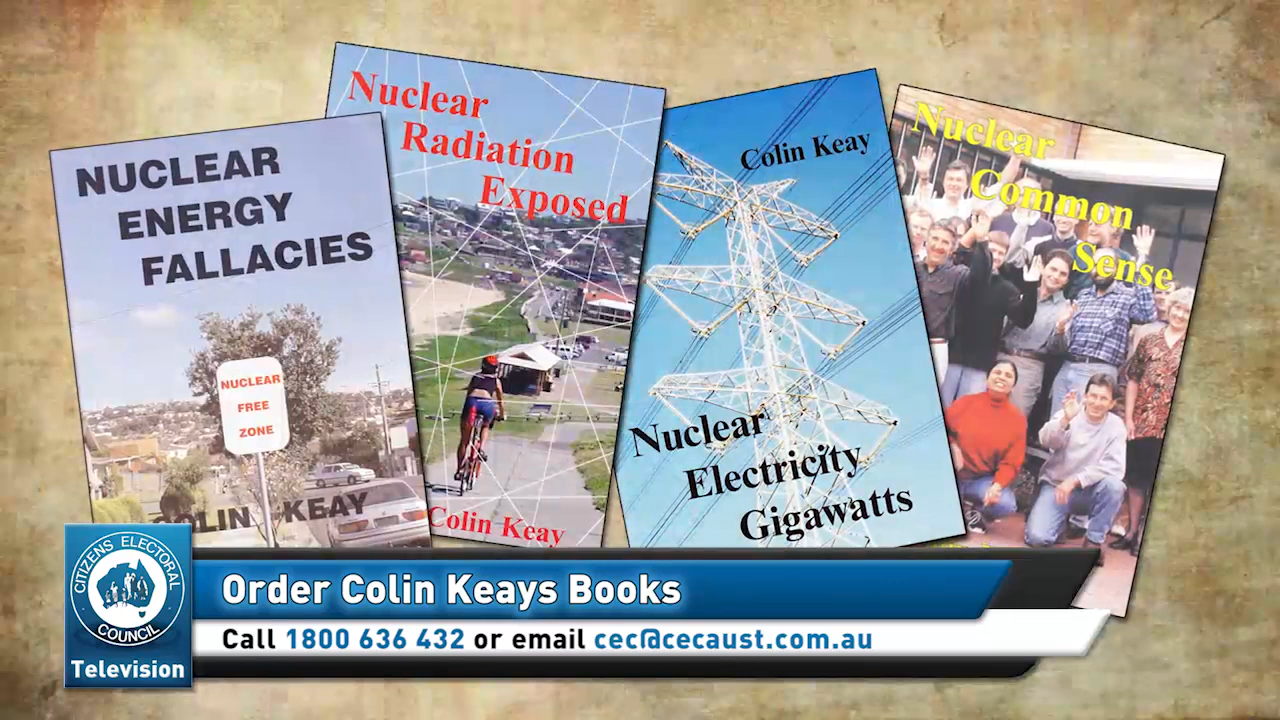 NUCLEAR
ENERGY
FALLACIES
NUCLEAR
FREE
ZONE
COLIN KEAY
Nuclear
Radiation
Exposed
Colin Keay
Colin Keay
Nuclear
Electricity
Gigawatts
Nuclear
Common
Sense
CITIZENS ELECTORAL
COUNCIL
Television
Order Colin Keays Books
Call 1800 636 432 or email cec@cecaust.com.au